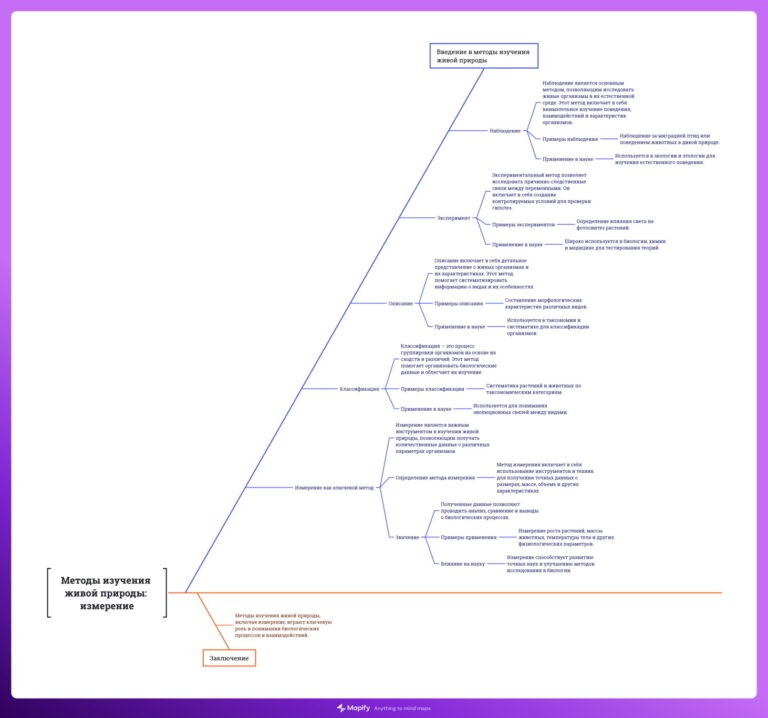 Введение в методы изучения
живой природы
Наблюдение является основным
методом, позволяющим исследовать
живые организмы в их естественной
среде. Этот метод включает в себя
внимательное изучение поведения,
взаимодействий и характеристик
организмов.
Наблюдение
Примеры наблюдения
Наблюдение за миграцией птиц или
поведением животных в дикой природе.
Применение в науке
Используется в экологии и этологии для
изучения естественного поведения.
Экспериментальный метод позволяет
исследовать причинно-следственные
связи между переменными. Он
включает в себя создание
контролируемых условий для проверки
гипотез.
Эксперимент
Примеры экспериментов
Определение влияния света на
фотосинтез растений.
Применение в науке
Широко используется в биологии, химии
и медицине для тестирования теорий.
Описание включает в себя детальное
представление о живых организмах и
их характеристиках. Этот метод
помогает систематизировать
информацию о видах и их особенностях.
Описание
Примеры описания
Составление морфологических
характеристик различных видов.
Применение в науке
Используется в таксономии и
систематике для классификации
организмов.
Классификация — это процесс
группировки организмов на основе их
сходств и различий. Этот метод
помогает организовать биологические
данные и облегчает их изучение
Классификация
Примеры классификации
Систематика растений и животных по
таксономическим категориям.
Применение в науке
Используется для понимания
эволюционных связей между видами.
Измерение является важным
инструментом в изучении живой
природы, позволяющим получать
количественные данные о различных
параметрах организмов.
Измерение как ключевой метод
Определение метода измерения
Метод измерения включает в себя
использование инструментов и техник
для получения точных данных о
размерах, массе, объеме и других
характеристиках.
Полученные данные позволяют
проводить анализ, сравнение и выводы
о биологических процессах.
Значение
Примеры применения
Измерение роста растений, массы
животных, температуры тела и других
физиологических параметров.
Влияние на науку
Измерение способствует развитию
точных наук и улучшению методов
исследования в биологии
Методы изучения
живой природы:
измерение
Методы изучения живой природы,
включая измерение, играют ключевую
роль в понимании биологических
процессов и взаимодействий.
Заключение
Mapify Anything to mind maps